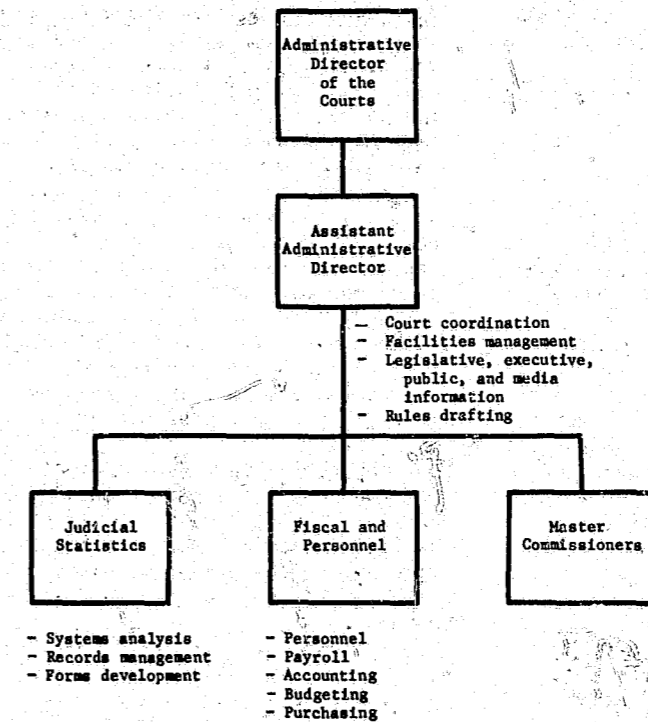 Administrative
Director
of the
Courts
Assistant
Administrative
Director
— Court coordination
- Facilities management
- Legislative, executive,
public, and media
information
- Rules drafting
Judicial
Statistics
Fiscal and
Personnel
Master
Commissioners
- Systems analysis
- Records management
- Forms development
- Personnel
- Payroll
- Accounting
- Budgeting
- Purchasing